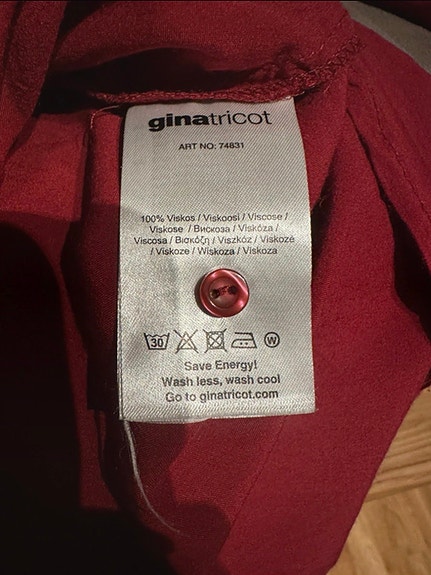 ginatricot
ART NO: 74831
100% Viskos / Viskoosi / Viscose /
Viskose / Вискоза / Viskóza /
Viscosa / Βισκόζη / Viszkóz / Viskozė
/ Viskoze / Wiskoza / Viskoza
30 W
Save Energy!
Wash less, wash cool
Go to ginatricot.com